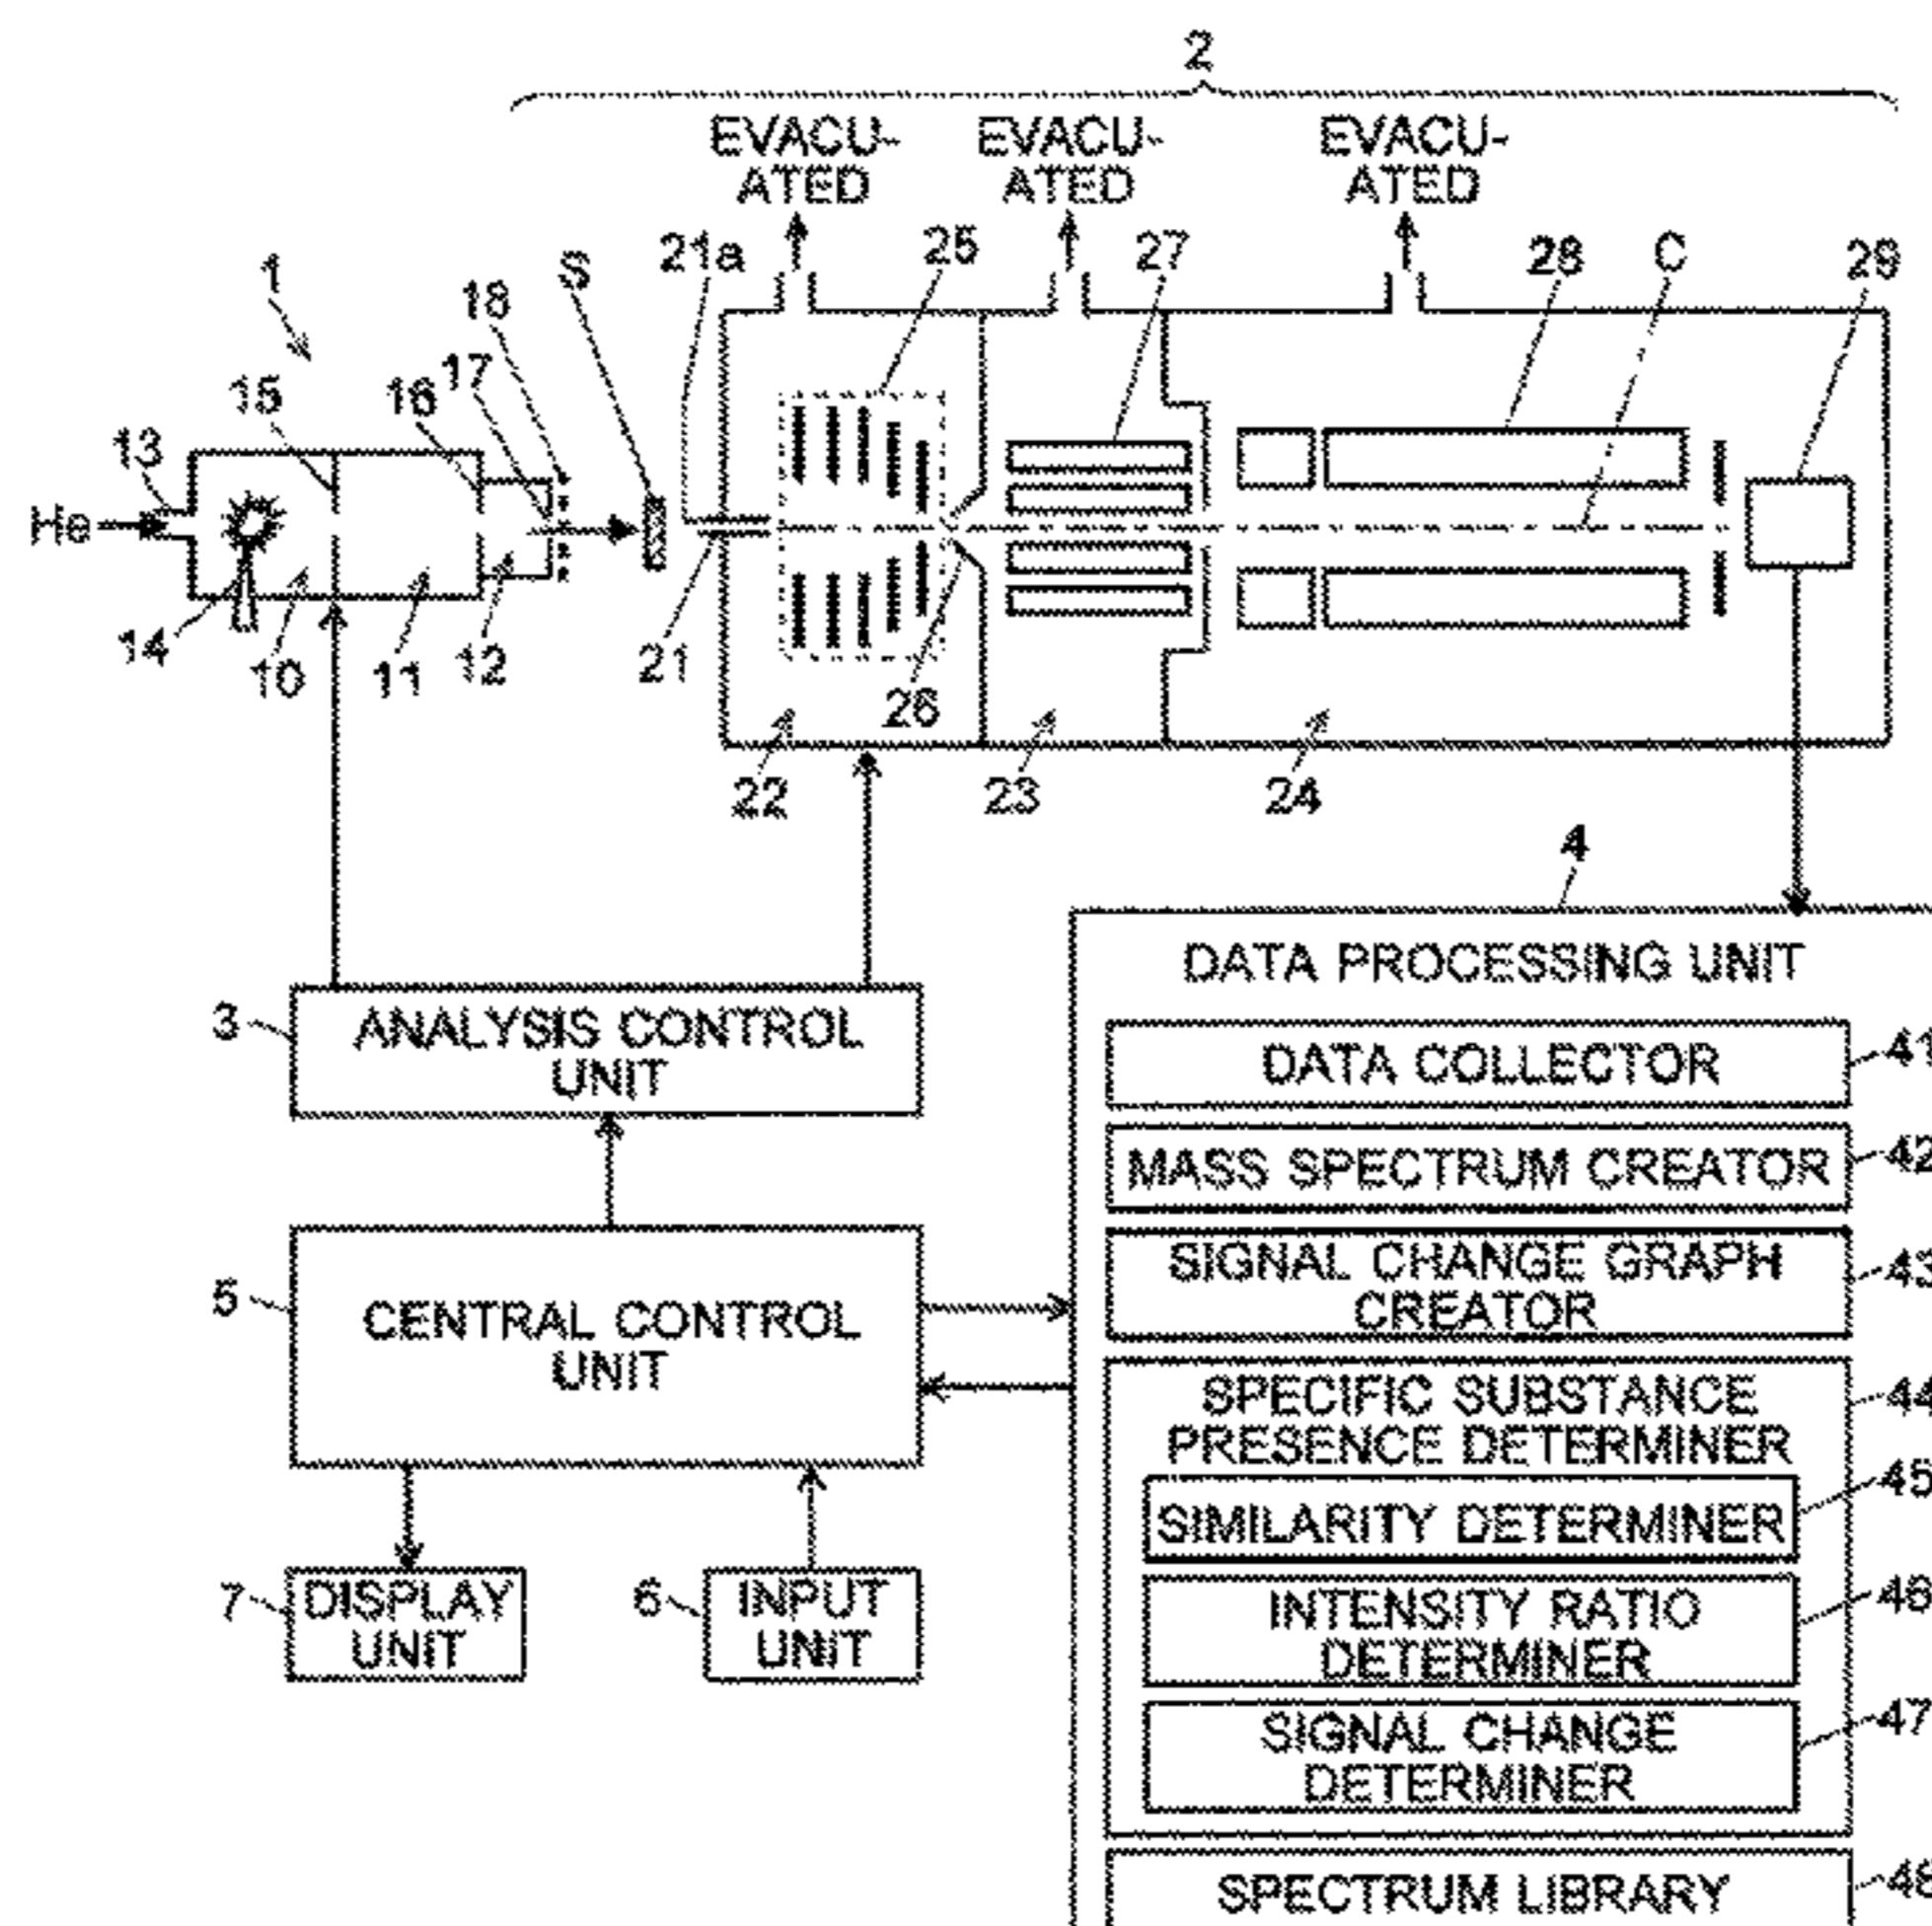 2
EVACU-
ATED
EVACU-
ATED
EVACU-
ATED
1
18
S
21a
25
27
28
C
29
13
15
16
17
He
14
10
11
12
21
26
22
23
24
4
DATA PROCESSING UNIT
3
ANALYSIS CONTROL
UNIT
DATA COLLECTOR
41
MASS SPECTRUM CREATOR
42
5
CENTRAL CONTROL
UNIT
SIGNAL CHANGE GRAPH
CREATOR
43
SPECIFIC SUBSTANCE
PRESENCE DETERMINER
44
SIMILARITY DETERMINER
45
7
DISPLAY
UNIT
6
INPUT
UNIT
INTENSITY RATIO
DETERMINER
46
SIGNAL CHANGE
DETERMINER
47
SPECTRUM LIBRARY
48